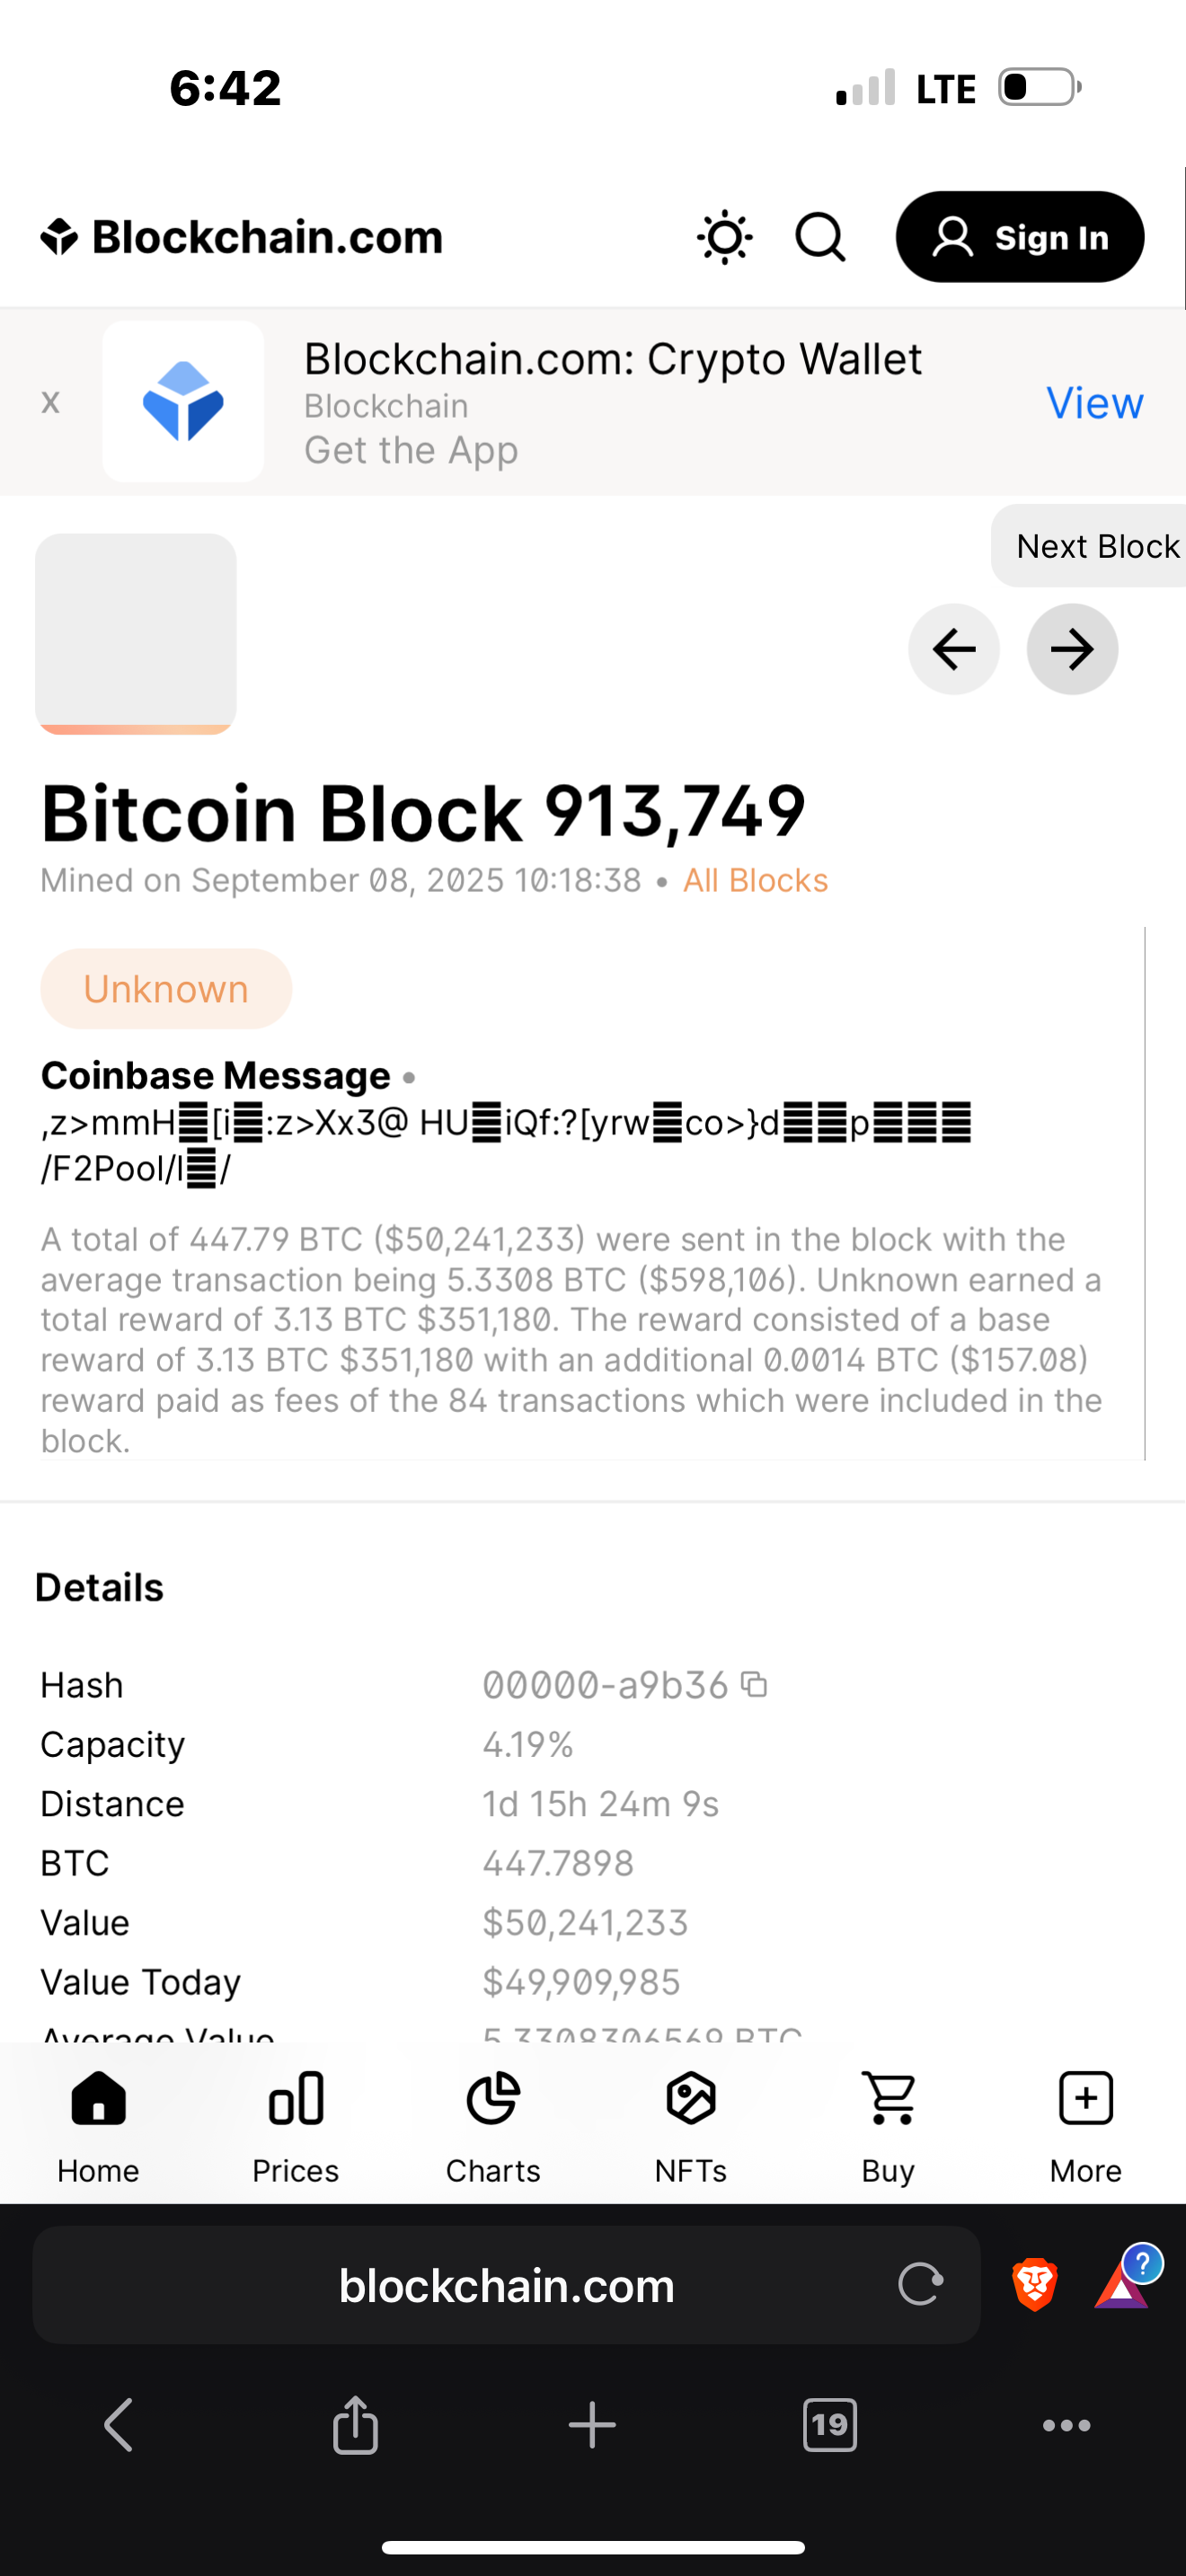 6:42
LTE
Blockchain.com
Sign In
x
Blockchain.com: Crypto Wallet
Blockchain
Get the App
View
Next Block
Bitcoin Block 913,749
Mined on September 08, 2025 10:18:38 • All Blocks
Unknown
Coinbase Message •
,z>mmH▤[i▤:z>Xx3@ HU▤iQf:?[yrw▤co>}d▤▤p▤▤▤
/F2Pool/l▤/
A total of 447.79 BTC ($50,241,233) were sent in the block with the
average transaction being 5.3308 BTC ($598,106). Unknown earned a
total reward of 3.13 BTC $351,180. The reward consisted of a base
reward of 3.13 BTC $351,180 with an additional 0.0014 BTC ($157.08)
reward paid as fees of the 84 transactions which were included in the
block.
Details
Hash 00000-a9b36
Capacity 4.19%
Distance 1d 15h 24m 9s
BTC 447.7898
Value $50,241,233
Value Today $49,909,985
Average Value 5.3308306569 BTC
Home Prices Charts NFTs Buy More
blockchain.com
?
19